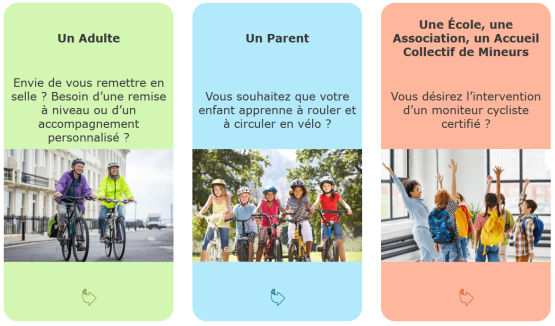 Un Adulte
Envie de vous remettre en
selle ? Besoin d’une remise
à niveau ou d’un
accompagnement
personnalisé ?
Un Parent
Vous souhaitez que votre
enfant apprenne à rouler et
à circuler en vélo ?
Une École, une
Association, un Accueil
Collectif de Mineurs
Vous désirez l’intervention
d’un moniteur cycliste
certifié ?